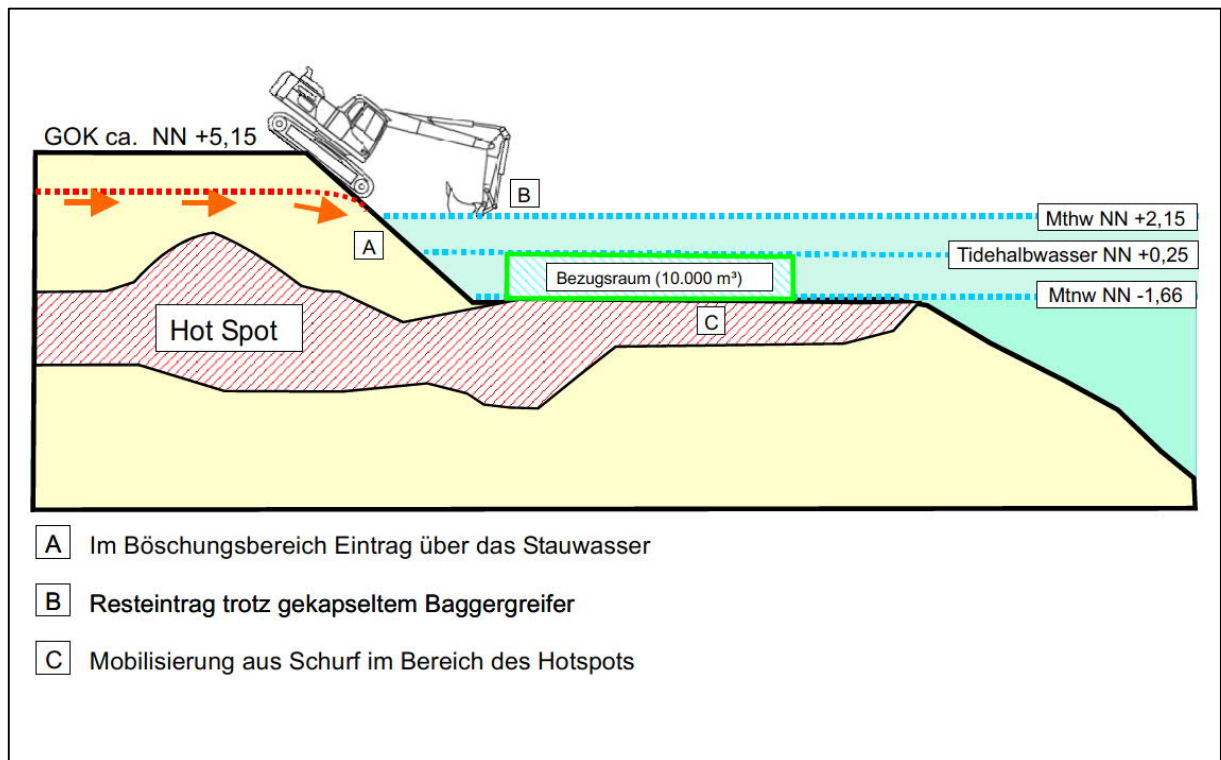 GOK ca. NN +5,15
B
Mthw NN +2,15
A
Tidehalbwasser NN +0,25
Bezugsraum (10.000 m³)
Mtnw NN -1,66
C
Hot Spot
A Im Böschungsbereich Eintrag über das Stauwasser
B Resteintrag trotz gekapseltem Baggergreifer
C Mobilisierung aus Schurf im Bereich des Hotspots